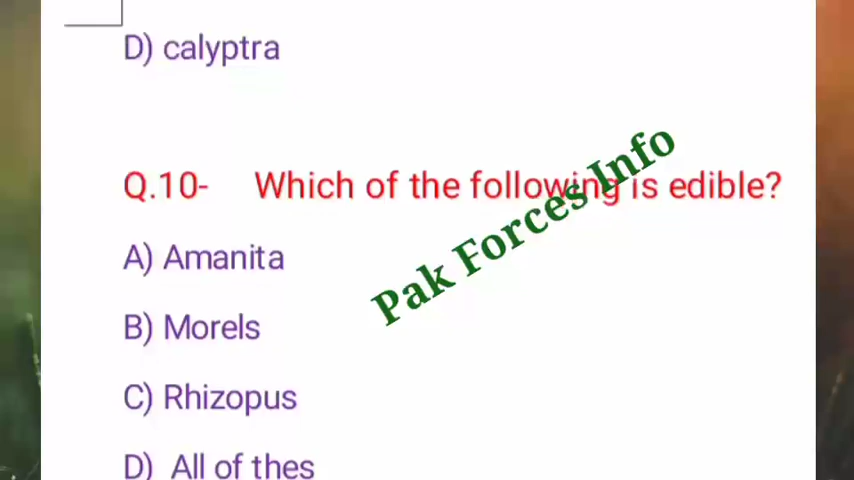 D) calyptra
Q.10- Which of the following is edible?
Pak Forces Info
A) Amanita
B) Morels
C) Rhizopus
D) All of thes